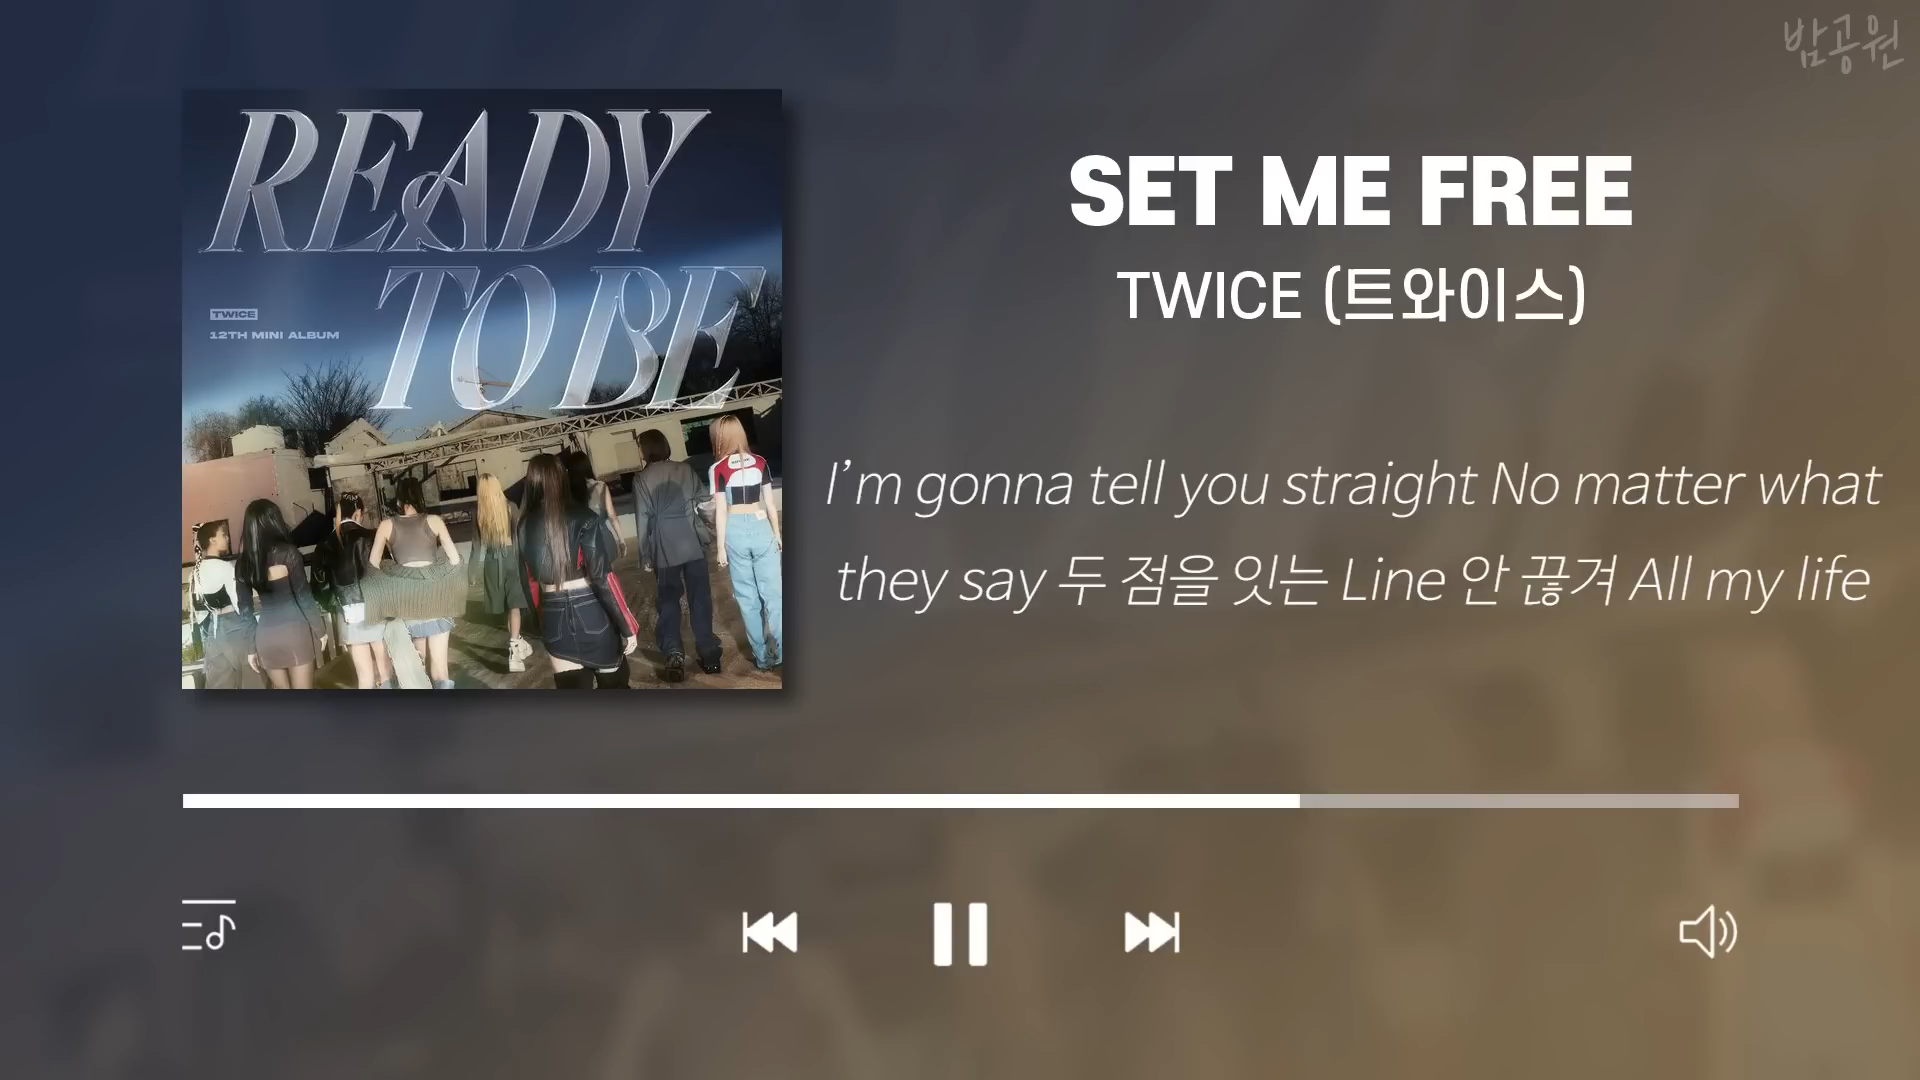 밤공원
READY
TO BE
TWICE
12TH MINI ALBUM
SET ME FREE
TWICE (트와이스)
I’m gonna tell you straight No matter what
they say 두 점을 잇는 Line 안 끊겨 All my life